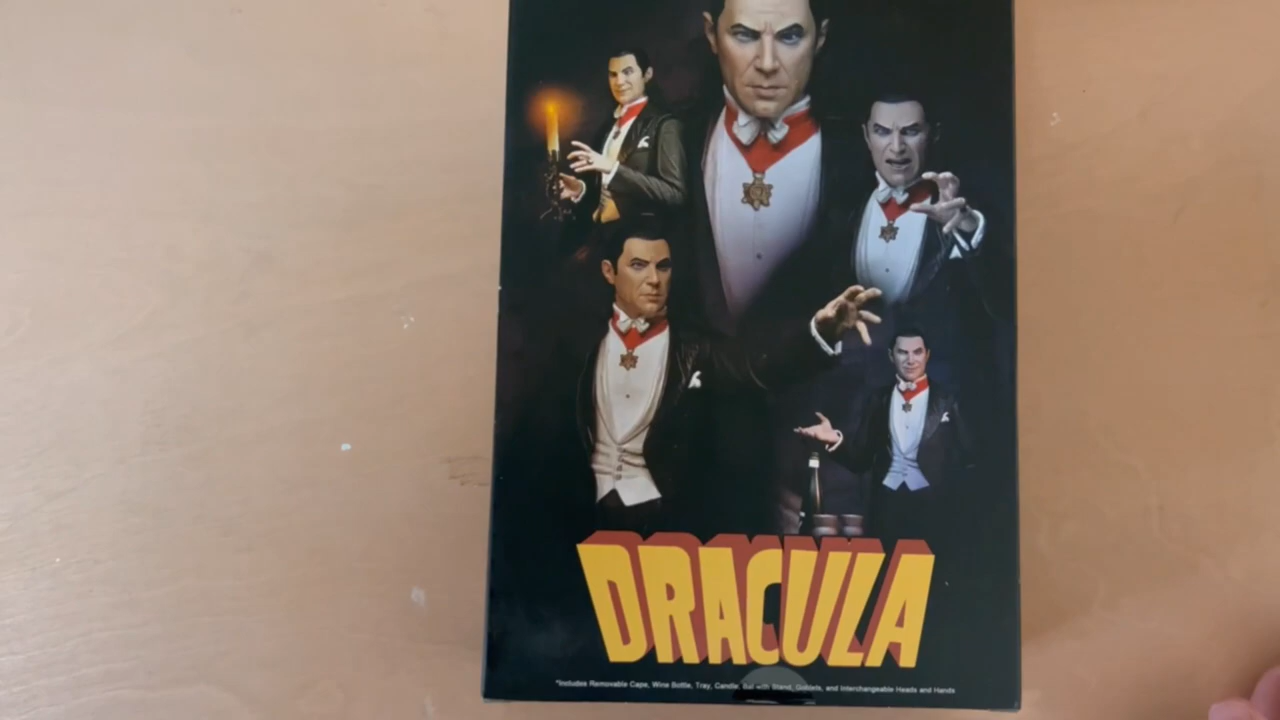 DRACULA
*Includes Removable Cape, Wine Bottle, Tray, Candle, Bat with Stand, Goblets, and Interchangeable Heads and Hands